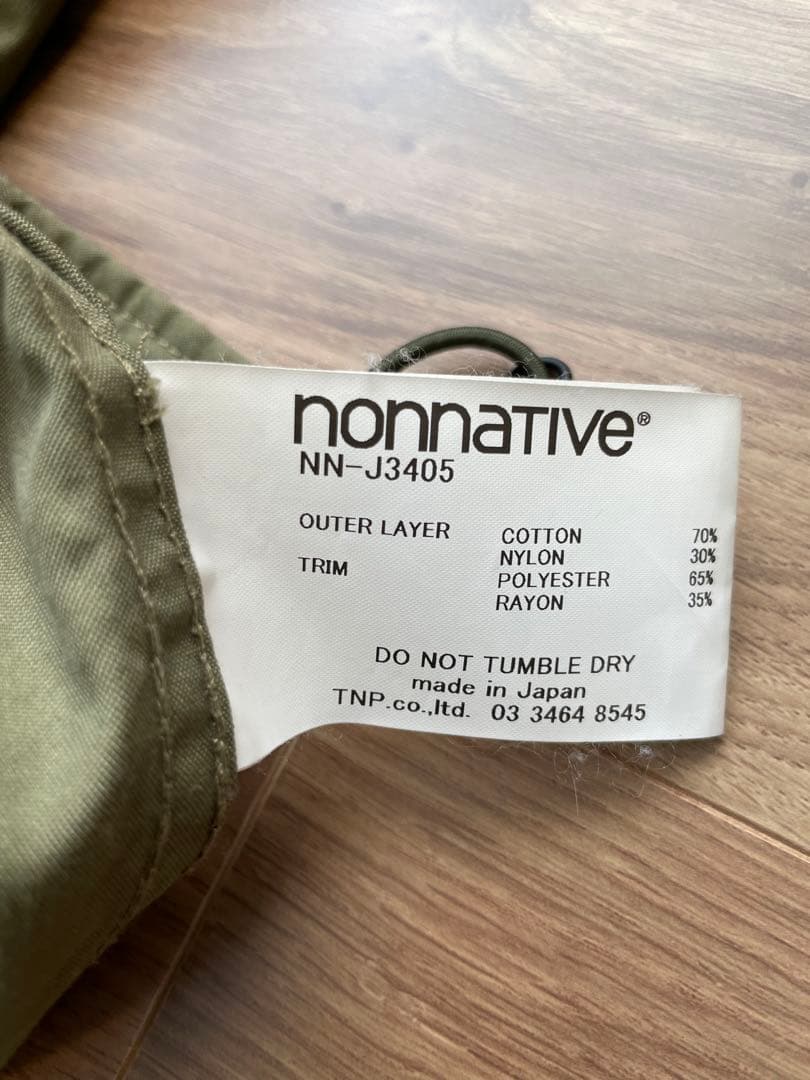 nonnaTIVe®
NN-J3405
OUTER LAYER COTTON 70%
NYLON 30%
TRIM POLYESTER 65%
RAYON 35%
DO NOT TUMBLE DRY
made in Japan
TNP.co.,ltd. 03 3464 8545